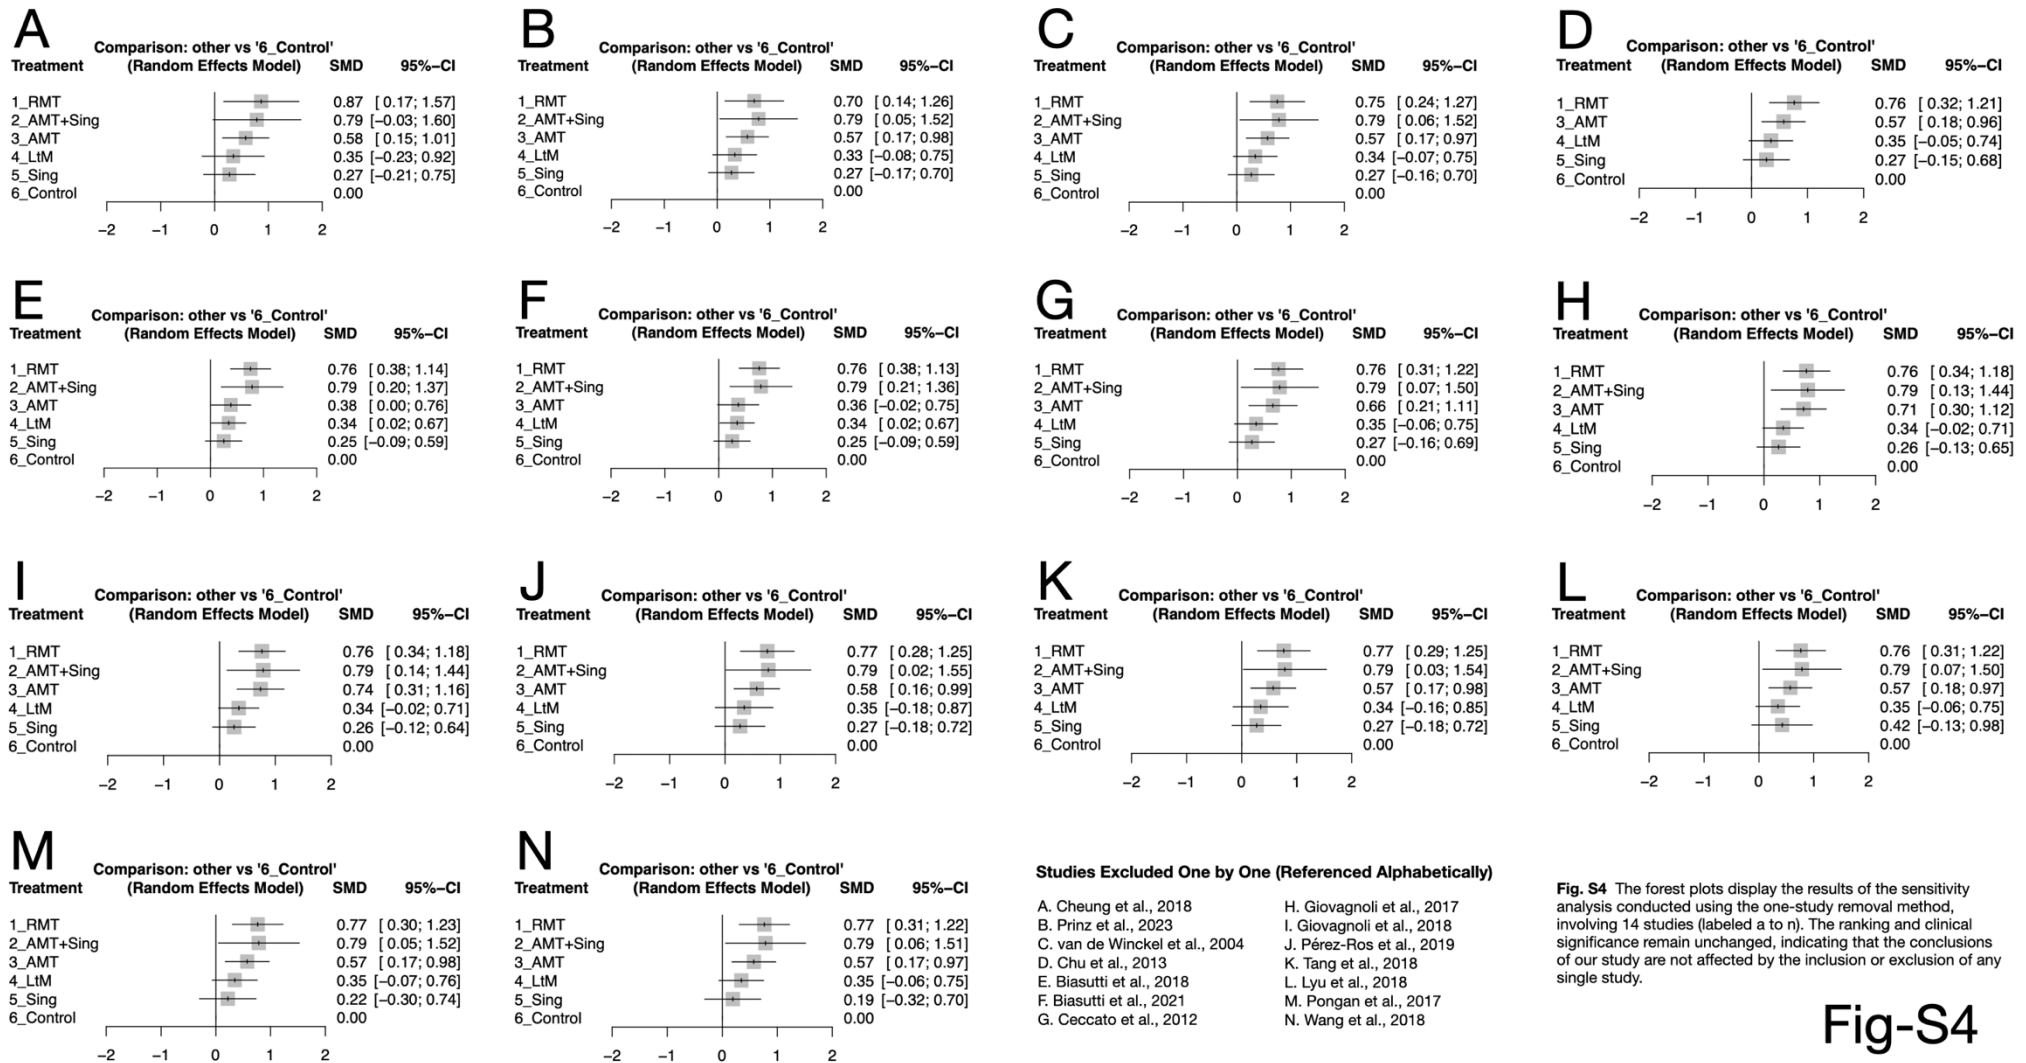 A
Comparison: other vs '6_Control'
Treatment (Random Effects Model) SMD 95%−CI
1_RMT 0.87 [ 0.17; 1.57]
2_AMT+Sing 0.79 [−0.03; 1.60]
3_AMT 0.58 [ 0.15; 1.01]
4_LtM 0.35 [−0.23; 0.92]
5_Sing 0.27 [−0.21; 0.75]
6_Control 0.00
−2 −1 0 1 2
B
Comparison: other vs '6_Control'
Treatment (Random Effects Model) SMD 95%−CI
1_RMT 0.70 [ 0.14; 1.26]
2_AMT+Sing 0.79 [ 0.05; 1.52]
3_AMT 0.57 [ 0.17; 0.98]
4_LtM 0.33 [−0.08; 0.75]
5_Sing 0.27 [−0.17; 0.70]
6_Control 0.00
−2 −1 0 1 2
C
Comparison: other vs '6_Control'
Treatment (Random Effects Model) SMD 95%−CI
1_RMT 0.75 [ 0.24; 1.27]
2_AMT+Sing 0.79 [ 0.06; 1.52]
3_AMT 0.57 [ 0.17; 0.97]
4_LtM 0.34 [−0.07; 0.75]
5_Sing 0.27 [−0.16; 0.70]
6_Control 0.00
−2 −1 0 1 2
D
Comparison: other vs '6_Control'
Treatment (Random Effects Model) SMD 95%−CI
1_RMT 0.76 [ 0.32; 1.21]
3_AMT 0.57 [ 0.18; 0.96]
4_LtM 0.35 [−0.05; 0.74]
5_Sing 0.27 [−0.15; 0.68]
6_Control 0.00
−2 −1 0 1 2
E
Comparison: other vs '6_Control'
Treatment (Random Effects Model) SMD 95%−CI
1_RMT 0.76 [ 0.38; 1.14]
2_AMT+Sing 0.79 [ 0.20; 1.37]
3_AMT 0.38 [ 0.00; 0.76]
4_LtM 0.34 [ 0.02; 0.67]
5_Sing 0.25 [−0.09; 0.59]
6_Control 0.00
−2 −1 0 1 2
F
Comparison: other vs '6_Control'
Treatment (Random Effects Model) SMD 95%−CI
1_RMT 0.76 [ 0.38; 1.13]
2_AMT+Sing 0.79 [ 0.21; 1.36]
3_AMT 0.36 [−0.02; 0.75]
4_LtM 0.34 [ 0.02; 0.67]
5_Sing 0.25 [−0.09; 0.59]
6_Control 0.00
−2 −1 0 1 2
G
Comparison: other vs '6_Control'
Treatment (Random Effects Model) SMD 95%−CI
1_RMT 0.76 [ 0.31; 1.22]
2_AMT+Sing 0.79 [ 0.07; 1.50]
3_AMT 0.66 [ 0.21; 1.11]
4_LtM 0.35 [−0.06; 0.75]
5_Sing 0.27 [−0.16; 0.69]
6_Control 0.00
−2 −1 0 1 2
H
Comparison: other vs '6_Control'
Treatment (Random Effects Model) SMD 95%−CI
1_RMT 0.76 [ 0.34; 1.18]
2_AMT+Sing 0.79 [ 0.13; 1.44]
3_AMT 0.71 [ 0.30; 1.12]
4_LtM 0.34 [−0.02; 0.71]
5_Sing 0.26 [−0.13; 0.65]
6_Control 0.00
−2 −1 0 1 2
I
Comparison: other vs '6_Control'
Treatment (Random Effects Model) SMD 95%−CI
1_RMT 0.76 [ 0.34; 1.18]
2_AMT+Sing 0.79 [ 0.14; 1.44]
3_AMT 0.74 [ 0.31; 1.16]
4_LtM 0.34 [−0.02; 0.71]
5_Sing 0.26 [−0.12; 0.64]
6_Control 0.00
−2 −1 0 1 2
J
Comparison: other vs '6_Control'
Treatment (Random Effects Model) SMD 95%−CI
1_RMT 0.77 [ 0.28; 1.25]
2_AMT+Sing 0.79 [ 0.02; 1.55]
3_AMT 0.58 [ 0.16; 0.99]
4_LtM 0.35 [−0.18; 0.87]
5_Sing 0.27 [−0.18; 0.72]
6_Control 0.00
−2 −1 0 1 2
K
Comparison: other vs '6_Control'
Treatment (Random Effects Model) SMD 95%−CI
1_RMT 0.77 [ 0.29; 1.25]
2_AMT+Sing 0.79 [ 0.03; 1.54]
3_AMT 0.57 [ 0.17; 0.98]
4_LtM 0.34 [−0.16; 0.85]
5_Sing 0.27 [−0.18; 0.72]
6_Control 0.00
−2 −1 0 1 2
L
Comparison: other vs '6_Control'
Treatment (Random Effects Model) SMD 95%−CI
1_RMT 0.76 [ 0.31; 1.22]
2_AMT+Sing 0.79 [ 0.07; 1.50]
3_AMT 0.57 [ 0.18; 0.97]
4_LtM 0.35 [−0.06; 0.75]
5_Sing 0.42 [−0.13; 0.98]
6_Control 0.00
−2 −1 0 1 2
M
Comparison: other vs '6_Control'
Treatment (Random Effects Model) SMD 95%−CI
1_RMT 0.77 [ 0.30; 1.23]
2_AMT+Sing 0.79 [ 0.05; 1.52]
3_AMT 0.57 [ 0.17; 0.98]
4_LtM 0.35 [−0.07; 0.76]
5_Sing 0.22 [−0.30; 0.74]
6_Control 0.00
−2 −1 0 1 2
N
Comparison: other vs '6_Control'
Treatment (Random Effects Model) SMD 95%−CI
1_RMT 0.77 [ 0.31; 1.22]
2_AMT+Sing 0.79 [ 0.06; 1.51]
3_AMT 0.57 [ 0.17; 0.97]
4_LtM 0.35 [−0.06; 0.75]
5_Sing 0.19 [−0.32; 0.70]
6_Control 0.00
−2 −1 0 1 2
Studies Excluded One by One (Referenced Alphabetically)
A. Cheung et al., 2018
B. Prinz et al., 2023
C. van de Winckel et al., 2004
D. Chu et al., 2013
E. Biasutti et al., 2018
F. Biasutti et al., 2021
G. Ceccato et al., 2012
H. Giovagnoli et al., 2017
I. Giovagnoli et al., 2018
J. Pérez-Ros et al., 2019
K. Tang et al., 2018
L. Lyu et al., 2018
M. Pongan et al., 2017
N. Wang et al., 2018
Fig. S4 The forest plots display the results of the sensitivity
analysis conducted using the one-study removal method,
involving 14 studies (labeled a to n). The ranking and clinical
significance remain unchanged, indicating that the conclusions
of our study are not affected by the inclusion or exclusion of any
single study.
Fig-S4